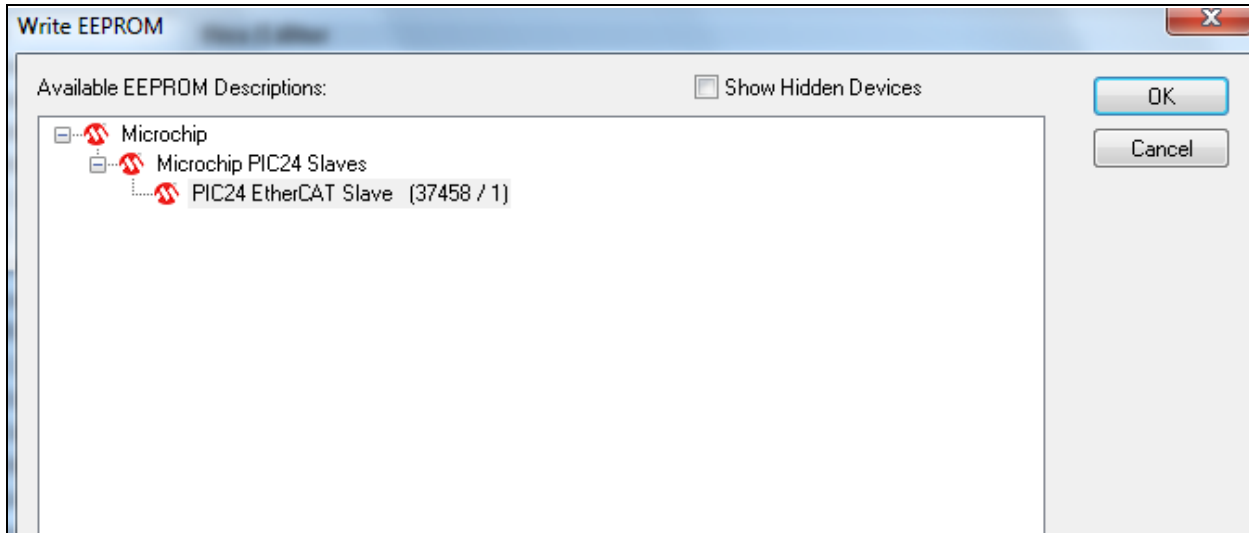 Write EEPROM
Available EEPROM Descriptions:
Show Hidden Devices
OK
Cancel
Microchip
Microchip PIC24 Slaves
PIC24 EtherCAT Slave (37458 / 1)